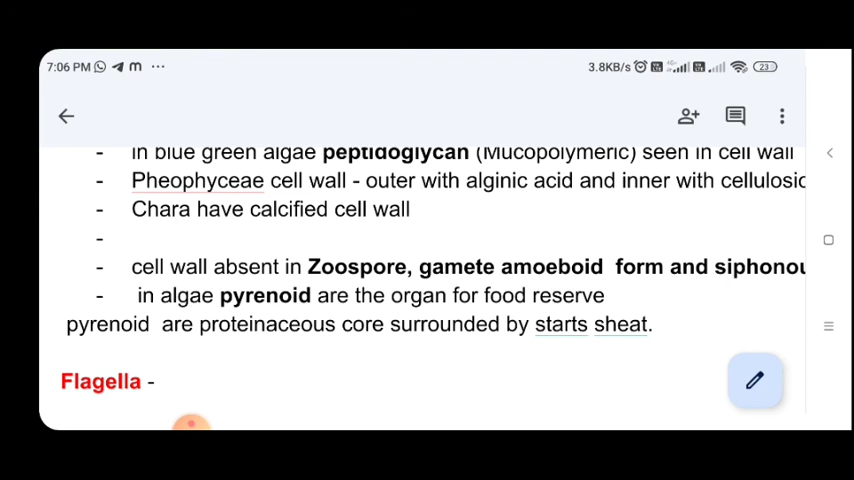 7:06 PM m ... 3.8KB/s 23
- in blue green algae peptidoglycan (Mucopolymeric) seen in cell wall
- Pheophyceae cell wall - outer with alginic acid and inner with cellulosic
- Chara have calcified cell wall
-
- cell wall absent in Zoospore, gamete amoeboid form and siphonou
- in algae pyrenoid are the organ for food reserve
pyrenoid are proteinaceous core surrounded by starts sheat.
Flagella -